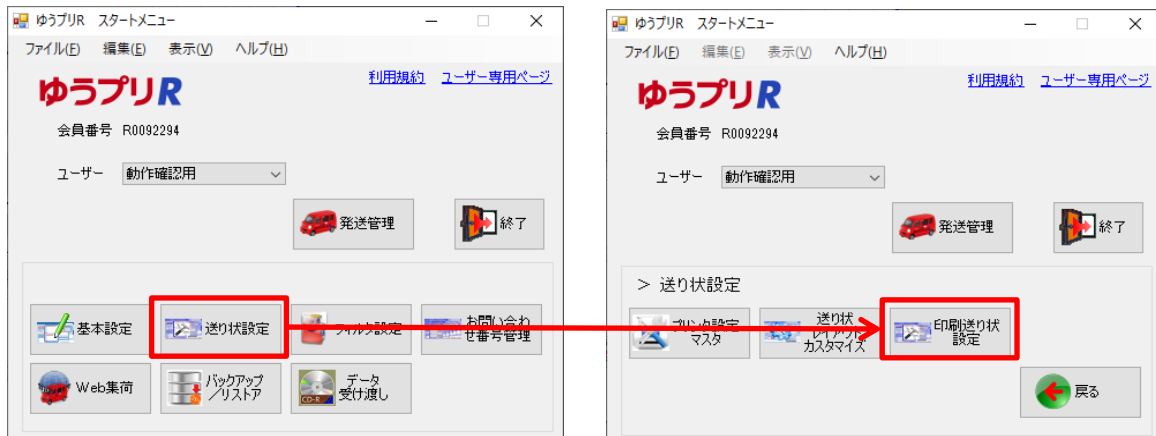 ゆうプリR スタートメニュー
ファイル(F) 編集(E) 表示(V) ヘルプ(H)
利用規約 ユーザー専用ページ
ゆうプリR
会員番号 R0092294
ユーザー 動作確認用
発送管理
終了
基本設定
送り状設定
フィルタ設定
お問い合わ
せ番号管理
Web集荷
バックアップ
／リストア
データ
受け渡し
CD-R
ゆうプリR スタートメニュー
ファイル(F) 編集(E) 表示(V) ヘルプ(H)
利用規約 ユーザー専用ページ
ゆうプリR
会員番号 R0092294
ユーザー 動作確認用
発送管理
終了
＞ 送り状設定
プリンタ設定
マスタ
送り状
レイアウト
カスタマイズ
印刷送り状
設定
戻る